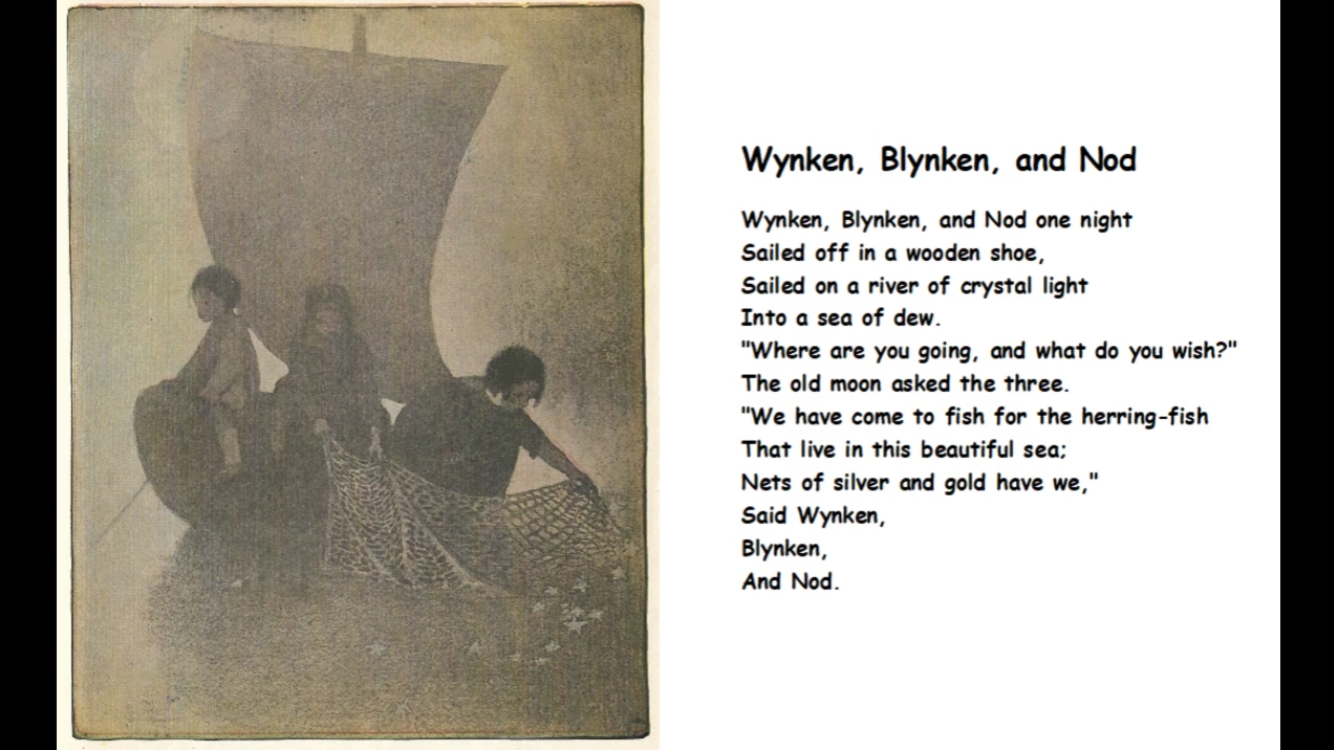 Wynken, Blynken, and Nod
Wynken, Blynken, and Nod one night
Sailed off in a wooden shoe,
Sailed on a river of crystal light
Into a sea of dew.
"Where are you going, and what do you wish?"
The old moon asked the three.
"We have come to fish for the herring-fish
That live in this beautiful sea;
Nets of silver and gold have we,"
Said Wynken,
Blynken,
And Nod.